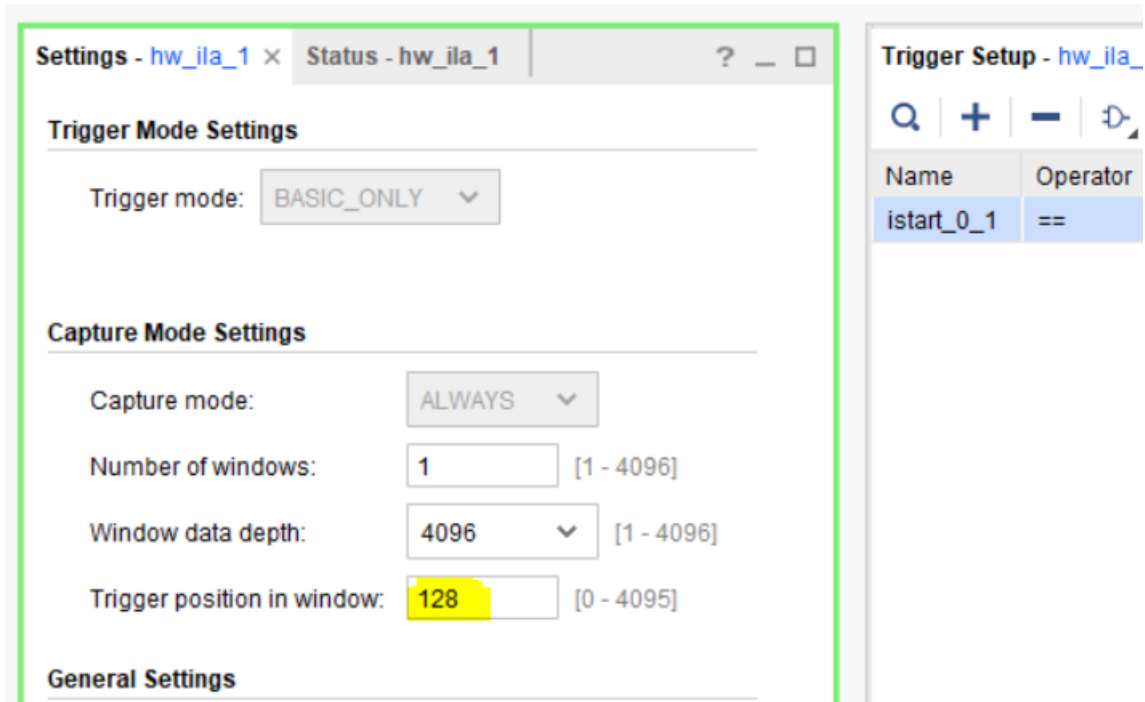 Settings - hw_ila_1 × Status - hw_ila_1 ?
Trigger Mode Settings
Trigger mode: BASIC_ONLY
Capture Mode Settings
Capture mode: ALWAYS
Number of windows: 1 [1 - 4096]
Window data depth: 4096 [1 - 4096]
Trigger position in window: 128 [0 - 4095]
General Settings
Trigger Setup - hw_ila_
Name Operator
istart_0_1 ==